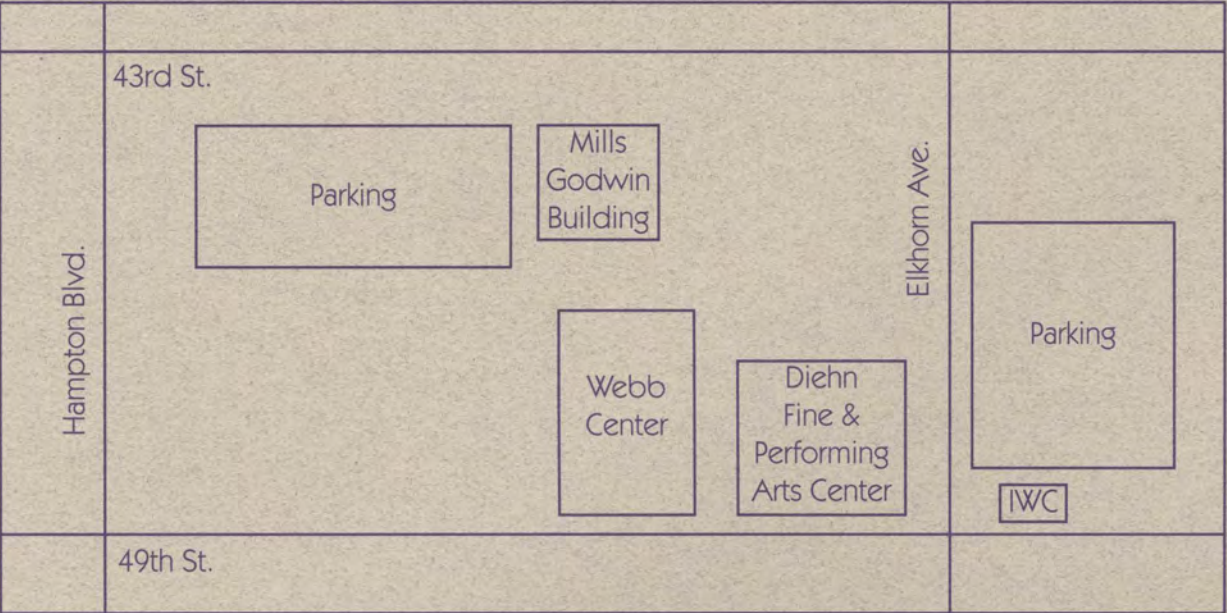 43rd St.
Parking
Mills
Godwin
Building
Hampton Blvd.
Elkhorn Ave.
Parking
Webb
Center
Diehn
Fine &
Performing
Arts Center
IWC
49th St.